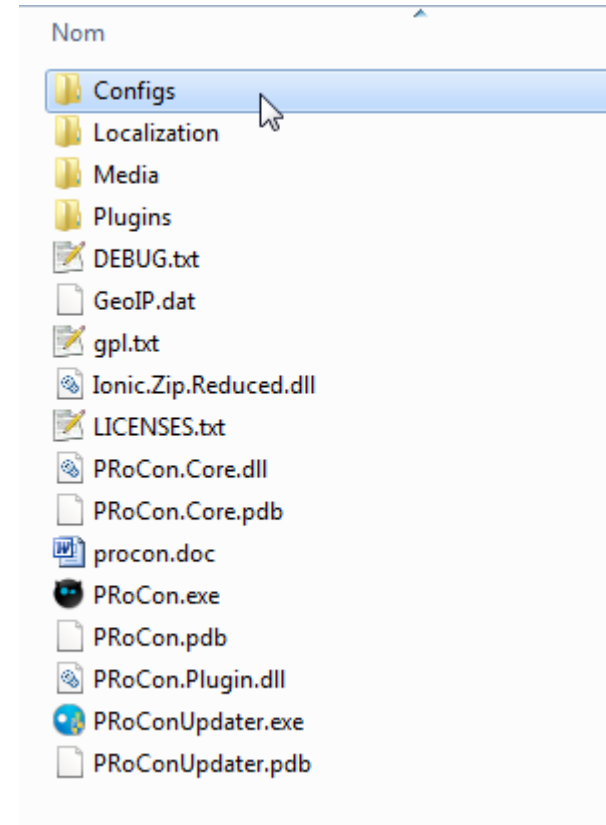 Nom
Configs
Localization
Media
Plugins
DEBUG.txt
GeoIP.dat
gpl.txt
Ionic.Zip.Reduced.dll
LICENSES.txt
PRoCon.Core.dll
PRoCon.Core.pdb
procon.doc
PRoCon.exe
PRoCon.pdb
PRoCon.Plugin.dll
PRoConUpdater.exe
PRoConUpdater.pdb